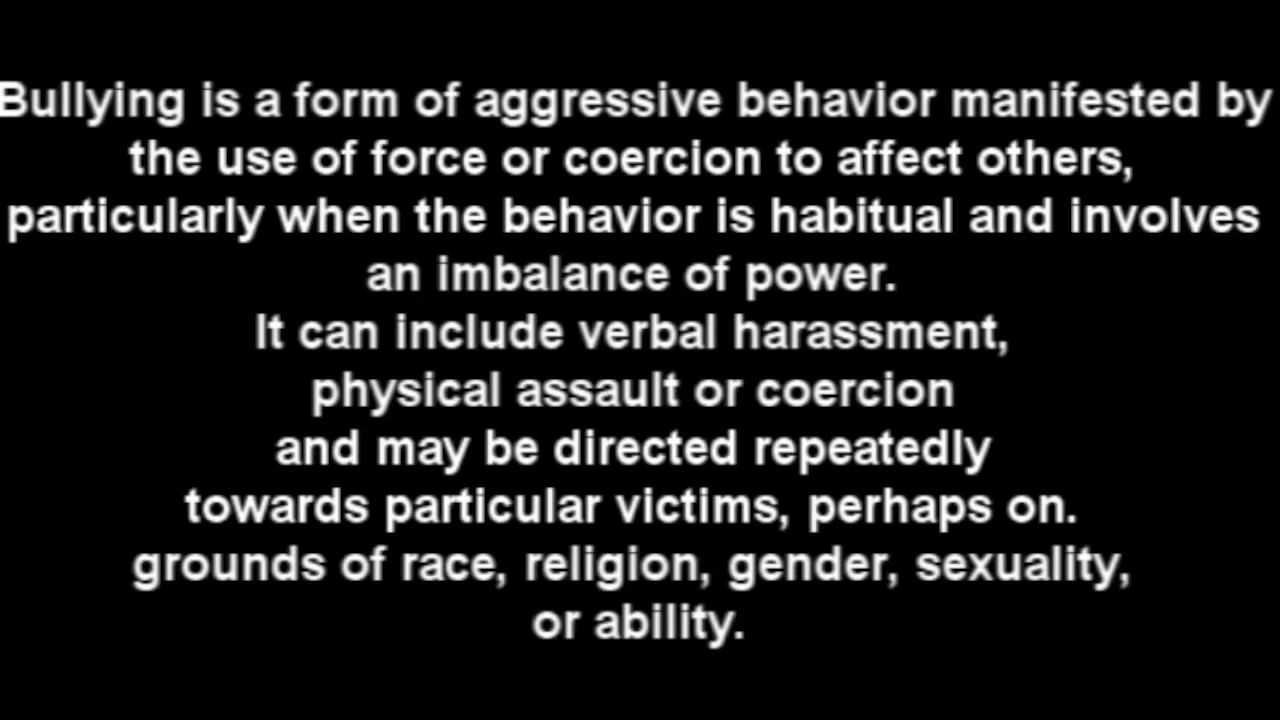 Bullying is a form of aggressive behavior manifested by
the use of force or coercion to affect others,
particularly when the behavior is habitual and involves
an imbalance of power.
It can include verbal harassment,
physical assault or coercion
and may be directed repeatedly
towards particular victims, perhaps on.
grounds of race, religion, gender, sexuality,
or ability.